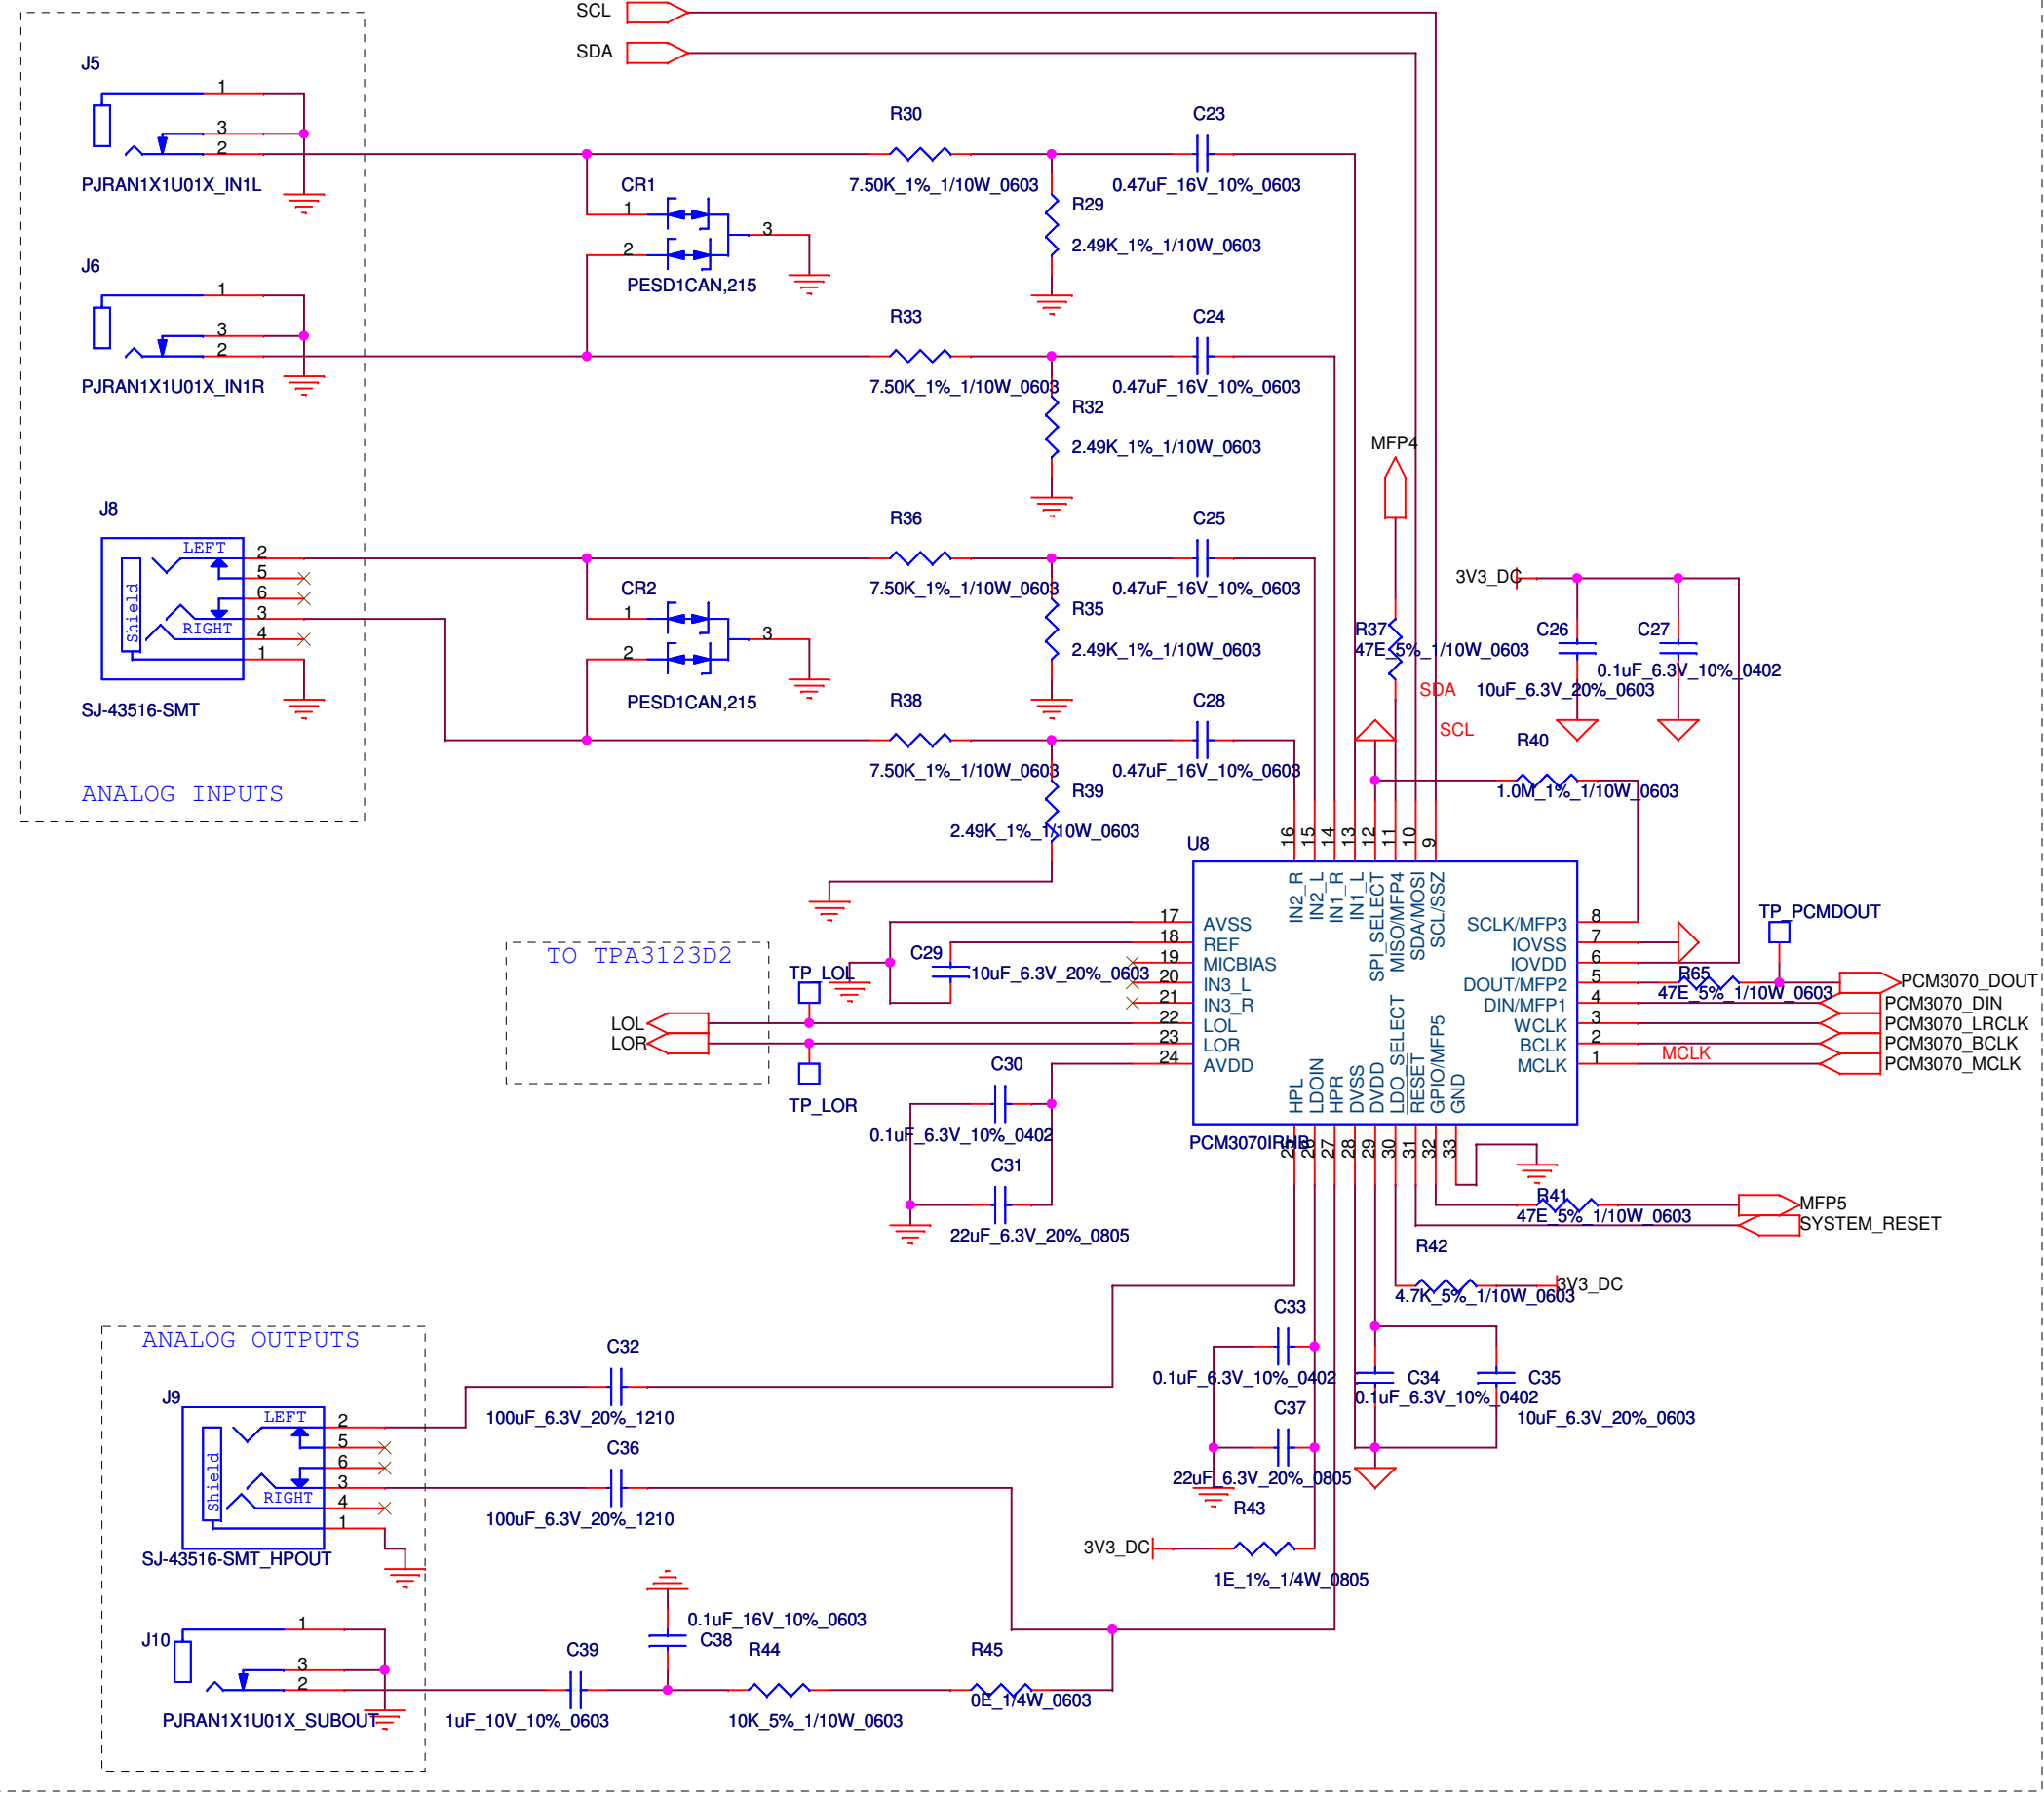 SCL
SDA
J5
1
3
2
PJRAN1X1U01X_IN1L
R30
7.50K_1%_1/10W_0603
C23
0.47uF_16V_10%_0603
CR1
1
2
3
PESD1CAN,215
R29
2.49K_1%_1/10W_0603
J6
1
3
2
PJRAN1X1U01X_IN1R
R33
7.50K_1%_1/10W_0603
C24
0.47uF_16V_10%_0603
R32
2.49K_1%_1/10W_0603
MFP4
J8
LEFT
RIGHT
Shield
2
5
6
3
4
1
SJ-43516-SMT
ANALOG INPUTS
R36
7.50K_1%_1/10W_0603
C25
0.47uF_16V_10%_0603
CR2
1
2
3
PESD1CAN,215
R35
2.49K_1%_1/10W_0603
R38
7.50K_1%_1/10W_0603
C28
0.47uF_16V_10%_0603
R39
2.49K_1%_1/10W_0603
R37
47E_5%_1/10W_0603
SDA
SCL
3V3_DC
C26
10uF_6.3V_20%_0603
C27
0.1uF_6.3V_10%_0402
R40
1.0M_1%_1/10W_0603
U8
16
15
14
13
12
11
10
9
IN2_R
IN2_L
IN1_R
IN1_L
SPI_SELECT
MISO/MFP4
SDA/MOSI
SCL/SSZ
17 AVSS
18 REF
19 MICBIAS
20 IN3_L
21 IN3_R
22 LOL
23 LOR
24 AVDD
SCLK/MFP3 8
IOVSS 7
IOVDD 6
DOUT/MFP2 5
DIN/MFP1 4
WCLK 3
BCLK 2
MCLK 1
HPL
LDOIN
HPR
DVSS
DVDD
LDO_SELECT
RESET
GPIO/MFP5
GND
25
26
27
28
29
30
31
32
33
PCM3070IRHB
TP_PCMDOUT
R65
47E_5%_1/10W_0603
PCM3070_DOUT
PCM3070_DIN
PCM3070_LRCLK
PCM3070_BCLK
MCLK
PCM3070_MCLK
TO TPA3123D2
LOL
LOR
TP_LOL
TP_LOR
C29
10uF_6.3V_20%_0603
C30
0.1uF_6.3V_10%_0402
C31
22uF_6.3V_20%_0805
R41
47E_5%_1/10W_0603
MFP5
SYSTEM_RESET
R42
4.7K_5%_1/10W_0603
3V3_DC
C33
0.1uF_6.3V_10%_0402
C34
0.1uF_6.3V_10%_0402
C35
10uF_6.3V_20%_0603
C37
22uF_6.3V_20%_0805
R43
3V3_DC
1E_1%_1/4W_0805
ANALOG OUTPUTS
J9
LEFT
RIGHT
Shield
2
5
6
3
4
1
SJ-43516-SMT_HPOUT
C32
100uF_6.3V_20%_1210
C36
100uF_6.3V_20%_1210
J10
1
3
2
PJRAN1X1U01X_SUBOUT
C39
1uF_10V_10%_0603
0.1uF_16V_10%_0603
C38
R44
10K_5%_1/10W_0603
R45
0E_1/4W_0603